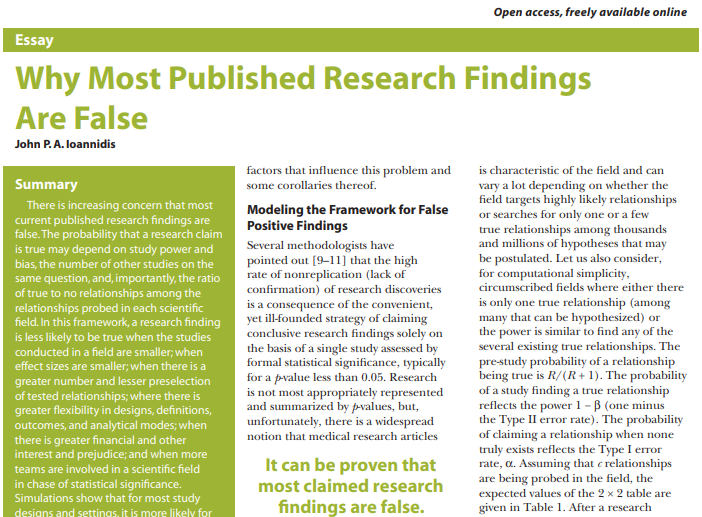 Open access, freely available online
Essay
Why Most Published Research Findings
Are False
John P. A. Ioannidis
Summary
There is increasing concern that most
current published research findings are
false. The probability that a research claim
is true may depend on study power and
bias, the number of other studies on the
same question, and, importantly, the ratio
of true to no relationships among the
relationships probed in each scientific
field. In this framework, a research finding
is less likely to be true when the studies
conducted in a field are smaller; when
effect sizes are smaller; when there is a
greater number and lesser preselection
of tested relationships; where there is
greater flexibility in designs, definitions,
outcomes, and analytical modes; when
there is greater financial and other
interest and prejudice; and when more
teams are involved in a scientific field
in chase of statistical significance.
Simulations show that for most study
designs and settings, it is more likely for
factors that influence this problem and
some corollaries thereof.
Modeling the Framework for False
Positive Findings
Several methodologists have
pointed out [9–11] that the high
rate of nonreplication (lack of
confirmation) of research discoveries
is a consequence of the convenient,
yet ill-founded strategy of claiming
conclusive research findings solely on
the basis of a single study assessed by
formal statistical significance, typically
for a p-value less than 0.05. Research
is not most appropriately represented
and summarized by p-values, but,
unfortunately, there is a widespread
notion that medical research articles
It can be proven that
most claimed research
findings are false.
is characteristic of the field and can
vary a lot depending on whether the
field targets highly likely relationships
or searches for only one or a few
true relationships among thousands
and millions of hypotheses that may
be postulated. Let us also consider,
for computational simplicity,
circumscribed fields where either there
is only one true relationship (among
many that can be hypothesized) or
the power is similar to find any of the
several existing true relationships. The
pre-study probability of a relationship
being true is R/(R + 1). The probability
of a study finding a true relationship
reflects the power 1 − β (one minus
the Type II error rate). The probability
of claiming a relationship when none
truly exists reflects the Type I error
rate, α. Assuming that c relationships
are being probed in the field, the
expected values of the 2 × 2 table are
given in Table 1. After a research